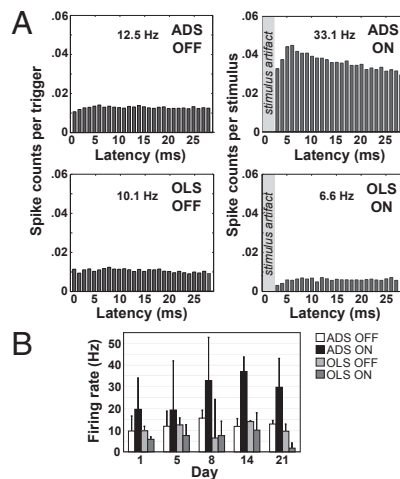 A
Spike counts per trigger
.06
.04
.02
0
12.5 Hz
ADS
OFF
0 5 10 15 20 25
Latency (ms)
Spike counts per stimulus
.06
.04
.02
0
stimulus artifact
33.1 Hz
ADS
ON
0 5 10 15 20 25
Latency (ms)
.06
.04
.02
0
10.1 Hz
OLS
OFF
0 5 10 15 20 25
Latency (ms)
.06
.04
.02
0
stimulus artifact
6.6 Hz
OLS
ON
0 5 10 15 20 25
Latency (ms)
B
Firing rate (Hz)
50
40
30
20
10
0
1 5 8 14 21
Day
ADS OFF
ADS ON
OLS OFF
OLS ON